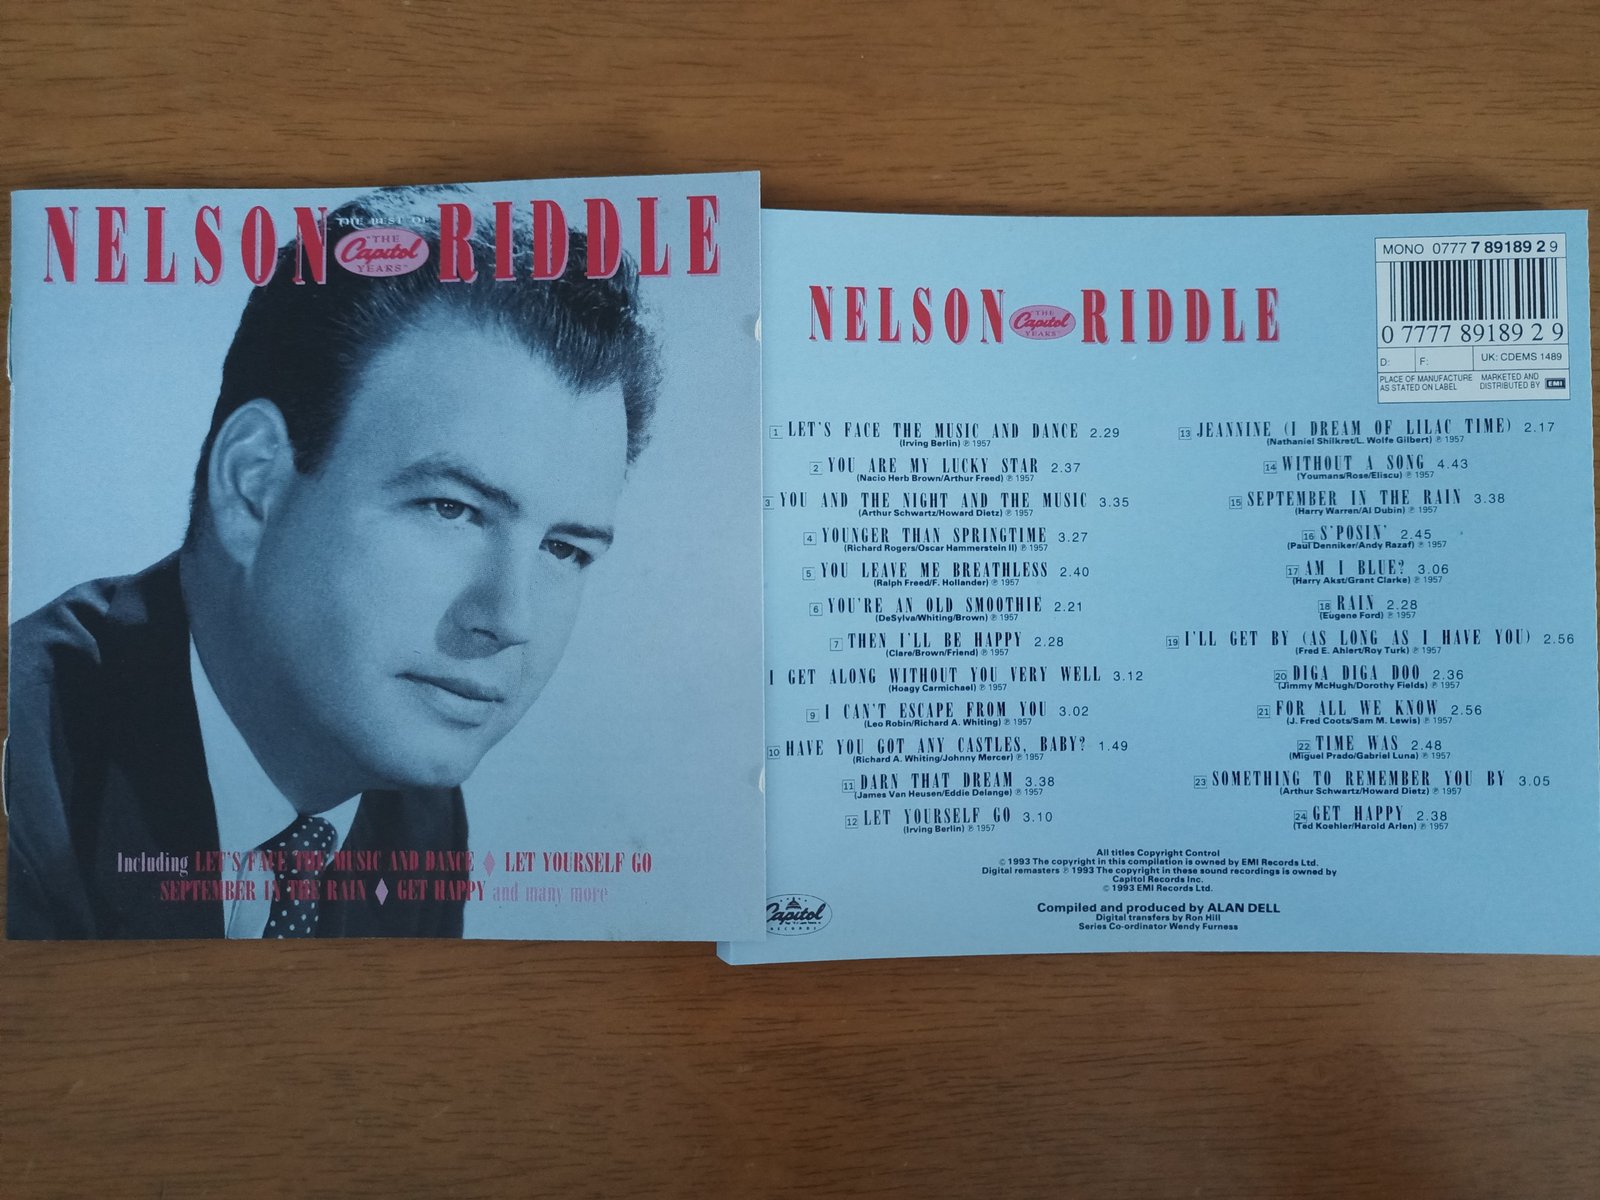 THE BEST OF
NELSON "THE Capitol YEARS" RIDDLE
Including LET'S FACE THE MUSIC AND DANCE ♦ LET YOURSELF GO
SEPTEMBER IN THE RAIN ♦ GET HAPPY and many more
MONO 0777 7 89189 2 9
0 7777 89189 2 9
D: F: UK: CDEMS 1489
PLACE OF MANUFACTURE
AS STATED ON LABEL
MARKETED AND
DISTRIBUTED BY EMI
NELSON THE Capitol YEARS RIDDLE
1 LET'S FACE THE MUSIC AND DANCE 2.29
(Irving Berlin) ℗ 1957
2 YOU ARE MY LUCKY STAR 2.37
(Nacio Herb Brown/Arthur Freed) ℗ 1957
3 YOU AND THE NIGHT AND THE MUSIC 3.35
(Arthur Schwartz/Howard Dietz) ℗ 1957
4 YOUNGER THAN SPRINGTIME 3.27
(Richard Rogers/Oscar Hammerstein II) ℗ 1957
5 YOU LEAVE ME BREATHLESS 2.40
(Ralph Freed/F. Hollander) ℗ 1957
6 YOU'RE AN OLD SMOOTHIE 2.21
(DeSylva/Whiting/Brown) ℗ 1957
7 THEN I'LL BE HAPPY 2.28
(Clare/Brown/Friend) ℗ 1957
I GET ALONG WITHOUT YOU VERY WELL 3.12
(Hoagy Carmichael) ℗ 1957
9 I CAN'T ESCAPE FROM YOU 3.02
(Leo Robin/Richard A. Whiting) ℗ 1957
10 HAVE YOU GOT ANY CASTLES, BABY? 1.49
(Richard A. Whiting/Johnny Mercer) ℗ 1957
11 DARN THAT DREAM 3.38
(James Van Heusen/Eddie Delange) ℗ 1957
12 LET YOURSELF GO 3.10
(Irving Berlin) ℗ 1957
13 JEANNINE (I DREAM OF LILAC TIME) 2.17
(Nathaniel Shilkret/L. Wolfe Gilbert) ℗ 1957
14 WITHOUT A SONG 4.43
(Youmans/Rose/Eliscu) ℗ 1957
15 SEPTEMBER IN THE RAIN 3.38
(Harry Warren/Al Dubin) ℗ 1957
16 S'POSIN' 2.45
(Paul Denniker/Andy Razaf) ℗ 1957
17 AM I BLUE? 3.06
(Harry Akst/Grant Clarke) ℗ 1957
18 RAIN 2.28
(Eugene Ford) ℗ 1957
19 I'LL GET BY (AS LONG AS I HAVE YOU) 2.56
(Fred E. Ahlert/Roy Turk) ℗ 1957
20 DIGA DIGA DOO 2.36
(Jimmy McHugh/Dorothy Fields) ℗ 1957
21 FOR ALL WE KNOW 2.56
(J. Fred Coots/Sam M. Lewis) ℗ 1957
22 TIME WAS 2.48
(Miguel Prado/Gabriel Luna) ℗ 1957
23 SOMETHING TO REMEMBER YOU BY 3.05
(Arthur Schwartz/Howard Dietz) ℗ 1957
24 GET HAPPY 2.38
(Ted Koehler/Harold Arlen) ℗ 1957
All titles Copyright Control
© 1993 The copyright in this compilation is owned by EMI Records Ltd.
Digital remasters ℗ 1993 The copyright in these sound recordings is owned by
Capitol Records Inc.
© 1993 EMI Records Ltd.
Compiled and produced by ALAN DELL
Digital transfers by Ron Hill
Series Co-ordinator Wendy Furness
Capitol
RECORDS